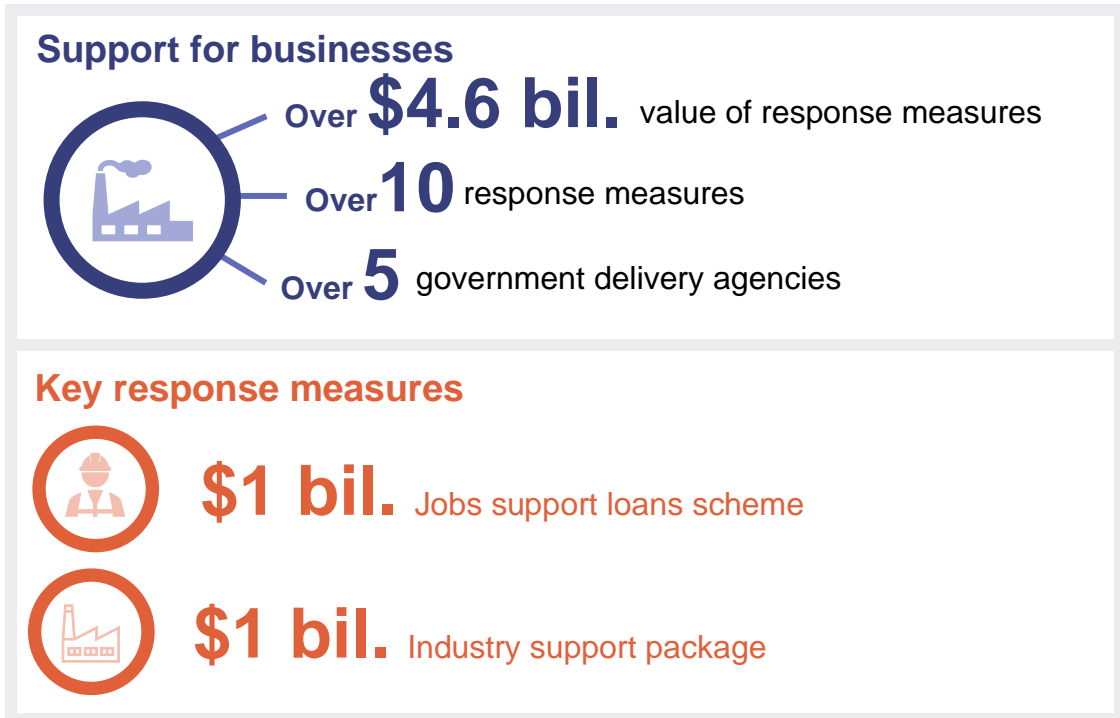 Support for businesses
Over $4.6 bil. value of response measures
Over 10 response measures
Over 5 government delivery agencies
Key response measures
$1 bil. Jobs support loans scheme
$1 bil. Industry support package